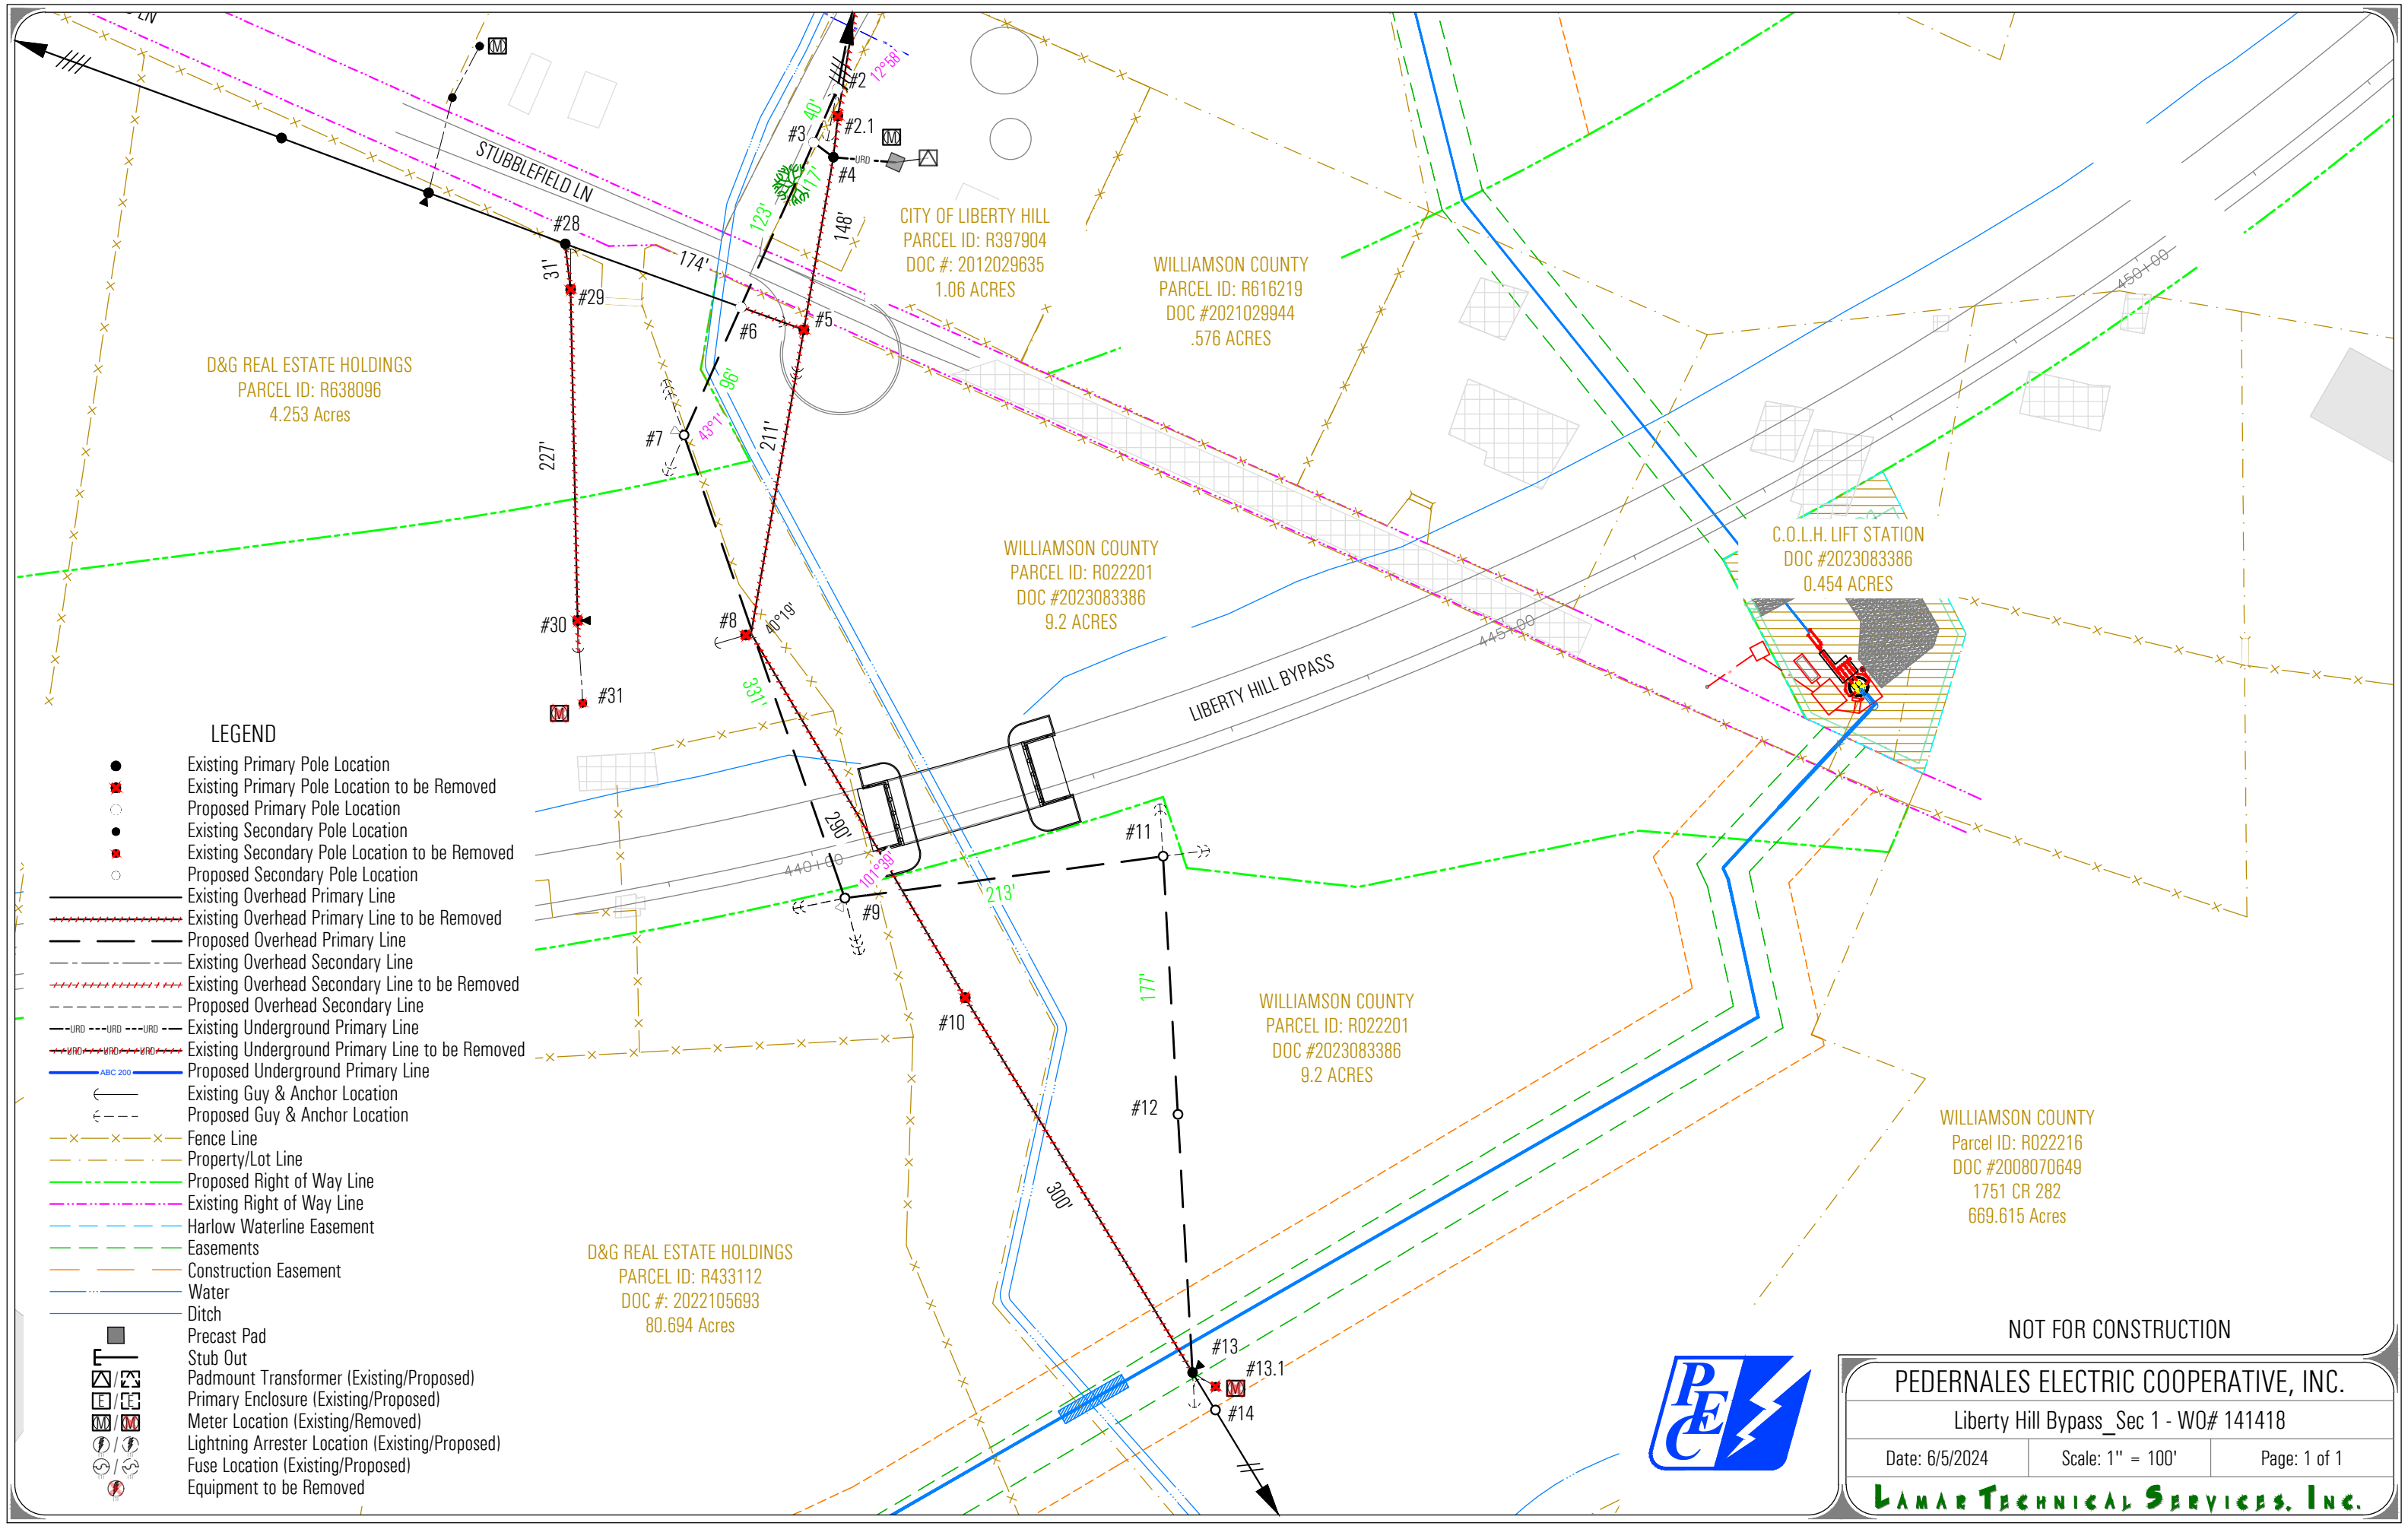 LN
12°58'
#2
40'
#2.1
#3
URD
#4
17'
STUBBLEFIELD LN
123'
148'
#28
174'
31'
#29
#5
#6
CITY OF LIBERTY HILL
PARCEL ID: R397904
DOC #: 2012029635
1.06 ACRES
WILLIAMSON COUNTY
PARCEL ID: R616219
DOC #2021029944
.576 ACRES
450+00
D&G REAL ESTATE HOLDINGS
PARCEL ID: R638096
4.253 Acres
96'
#7
43°1'
211'
227'
WILLIAMSON COUNTY
PARCEL ID: R022201
DOC #2023083386
9.2 ACRES
C.O.L.H. LIFT STATION
DOC #2023083386
0.454 ACRES
#30
#8
40°19'
445+00
#31
M
331'
LIBERTY HILL BYPASS
290'
440+00
101°39'
#9
213'
#11
177'
#10
#12
WILLIAMSON COUNTY
PARCEL ID: R022201
DOC #2023083386
9.2 ACRES
WILLIAMSON COUNTY
Parcel ID: R022216
DOC #2008070649
1751 CR 282
669.615 Acres
300'
D&G REAL ESTATE HOLDINGS
PARCEL ID: R433112
DOC #: 2022105693
80.694 Acres
#13
#13.1
M
#14
LEGEND
Existing Primary Pole Location
Existing Primary Pole Location to be Removed
Proposed Primary Pole Location
Existing Secondary Pole Location
Existing Secondary Pole Location to be Removed
Proposed Secondary Pole Location
Existing Overhead Primary Line
Existing Overhead Primary Line to be Removed
Proposed Overhead Primary Line
Existing Overhead Secondary Line
Existing Overhead Secondary Line to be Removed
Proposed Overhead Secondary Line
URD URD URD Existing Underground Primary Line
URD URD URD Existing Underground Primary Line to be Removed
ABC 200 Proposed Underground Primary Line
Existing Guy & Anchor Location
Proposed Guy & Anchor Location
Fence Line
Property/Lot Line
Proposed Right of Way Line
Existing Right of Way Line
Harlow Waterline Easement
Easements
Construction Easement
Water
Ditch
Precast Pad
Stub Out
Padmount Transformer (Existing/Proposed)
E / E Primary Enclosure (Existing/Proposed)
M / M Meter Location (Existing/Removed)
Lightning Arrester Location (Existing/Proposed)
Fuse Location (Existing/Proposed)
Equipment to be Removed
PEC
NOT FOR CONSTRUCTION
PEDERNALES ELECTRIC COOPERATIVE, INC.
Liberty Hill Bypass_Sec 1 - WO# 141418
Date: 6/5/2024
Scale: 1" = 100'
Page: 1 of 1
LAMAR TECHNICAL SERVICES, INC.